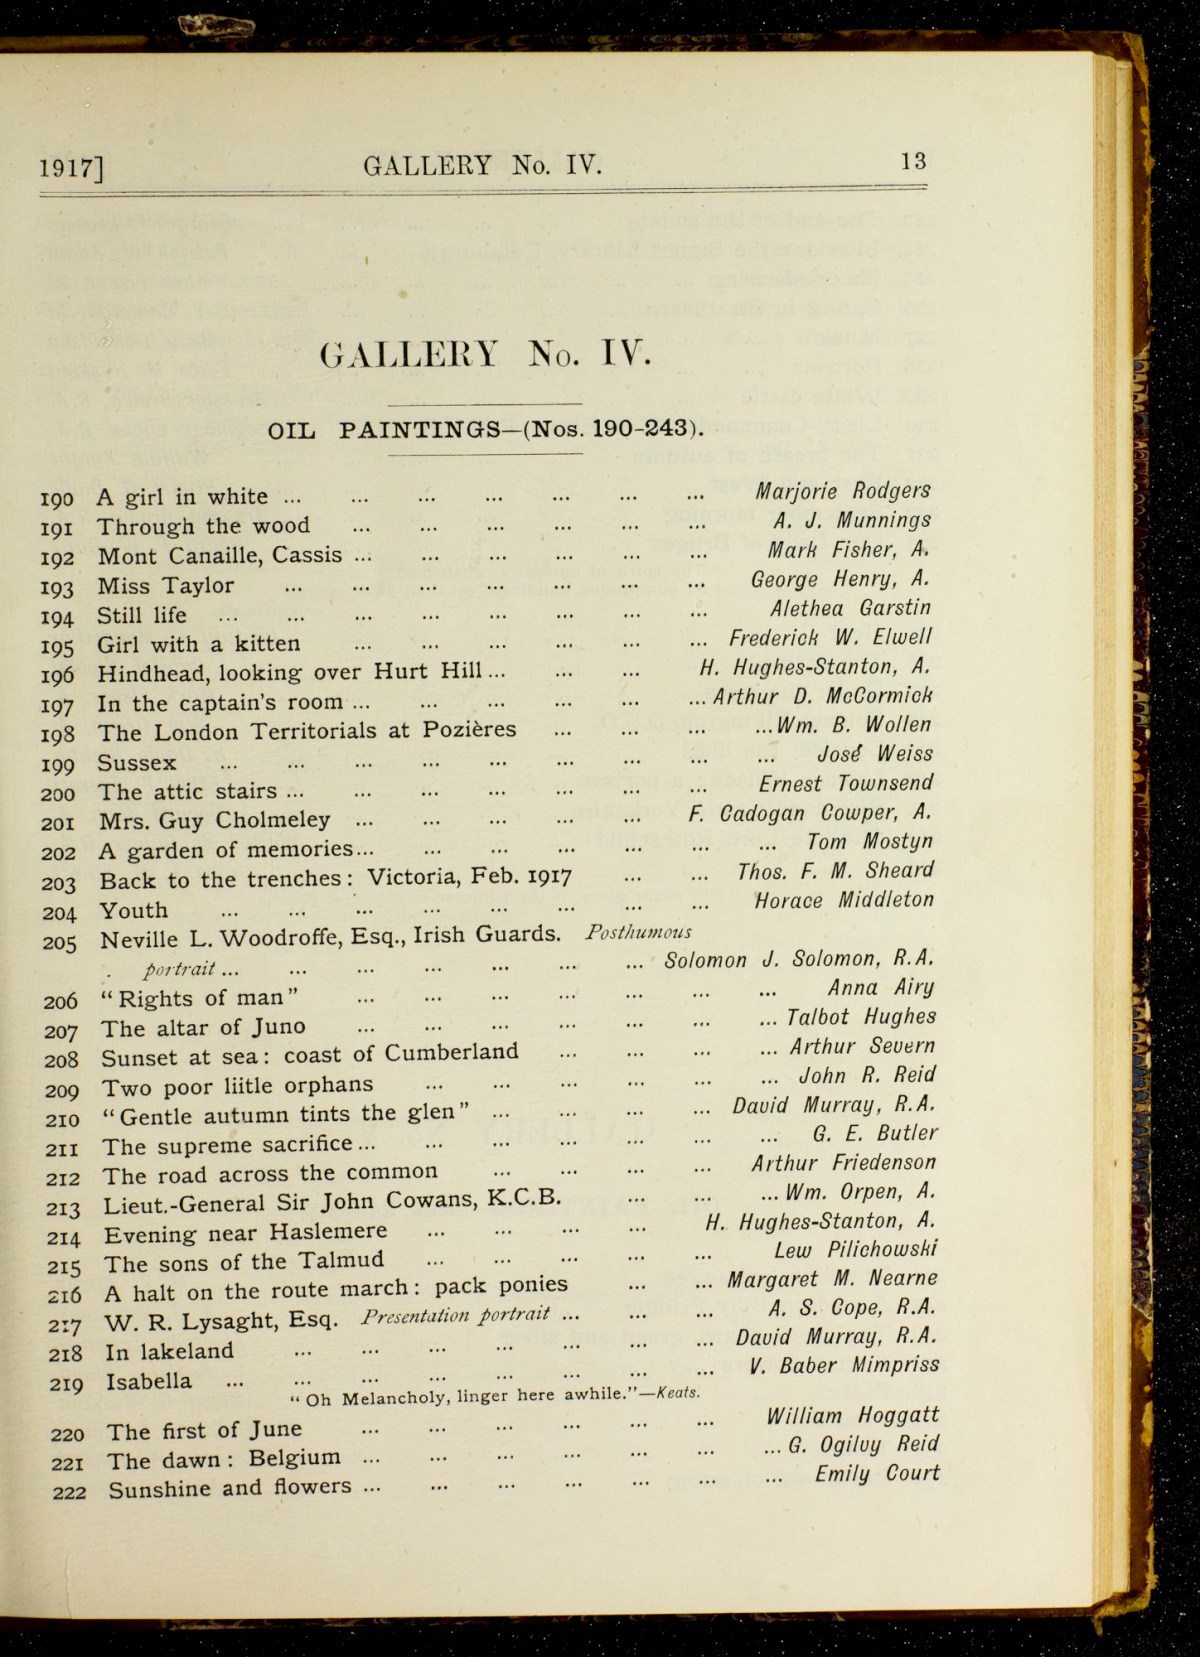 1917] GALLERY No. IV. 13
GALLERY No. IV.
OIL PAINTINGS—(Nos. 190-243).
190 A girl in white ... ... ... ... ... ... ... Marjorie Rodgers
191 Through the wood ... ... ... ... ... ... A. J. Munnings
192 Mont Canaille, Cassis ... ... ... ... ... ... Mark Fisher, A.
193 Miss Taylor ... ... ... ... ... ... ... George Henry, A.
194 Still life ... ... ... ... ... ... ... ... Alethea Garstin
195 Girl with a kitten ... ... ... ... ... ... Frederick W. Elwell
196 Hindhead, looking over Hurt Hill ... ... ... H. Hughes-Stanton, A.
197 In the captain's room ... ... ... ... ... ... Arthur D. McCormick
198 The London Territorials at Pozières ... ... ... ... Wm. B. Wollen
199 Sussex ... ... ... ... ... ... ... ... ... José Weiss
200 The attic stairs ... ... ... ... ... ... ... Ernest Townsend
201 Mrs. Guy Cholmeley ... ... ... ... ... F. Cadogan Cowper, A.
202 A garden of memories ... ... ... ... ... ... ... Tom Mostyn
203 Back to the trenches: Victoria, Feb. 1917 ... ... Thos. F. M. Sheard
204 Youth ... ... ... ... ... ... ... ... Horace Middleton
205 Neville L. Woodroffe, Esq., Irish Guards. Posthumous
portrait ... ... ... ... ... ... ... Solomon J. Solomon, R.A.
206 "Rights of man" ... ... ... ... ... ... ... Anna Airy
207 The altar of Juno ... ... ... ... ... ... ... Talbot Hughes
208 Sunset at sea: coast of Cumberland ... ... ... ... Arthur Severn
209 Two poor liitle orphans ... ... ... ... ... ... John R. Reid
210 "Gentle autumn tints the glen" ... ... ... ... David Murray, R.A.
211 The supreme sacrifice ... ... ... ... ... ... ... G. E. Butler
212 The road across the common ... ... ... ... Arthur Friedenson
213 Lieut.-General Sir John Cowans, K.C.B. ... ... ... Wm. Orpen, A.
214 Evening near Haslemere ... ... ... ... H. Hughes-Stanton, A.
215 The sons of the Talmud ... ... ... ... ... Lew Pilichowski
216 A halt on the route march: pack ponies ... ... Margaret M. Nearne
217 W. R. Lysaght, Esq. Presentation portrait ... ... ... A. S. Cope, R.A.
218 In lakeland ... ... ... ... ... ... ... David Murray, R.A.
219 Isabella ... ... ... ... ... ... ... ... V. Baber Mimpriss
"Oh Melancholy, linger here awhile."—Keats.
220 The first of June ... ... ... ... ... ... William Hoggatt
221 The dawn: Belgium ... ... ... ... ... ... ... G. Ogilvy Reid
222 Sunshine and flowers ... ... ... ... ... ... ... Emily Court